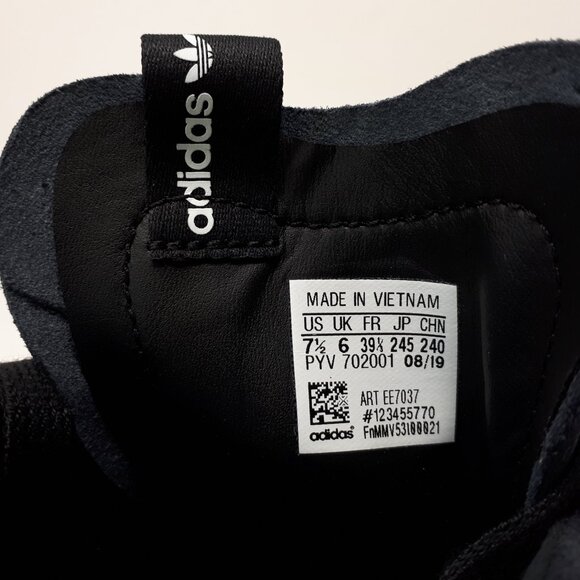 adidas
MADE IN VIETNAM
US UK FR JP CHN
7½ 6 39⅓ 245 240
PYV 702001 08/19
ART EE7037
#123455770
adidas® FnMMV53I00021